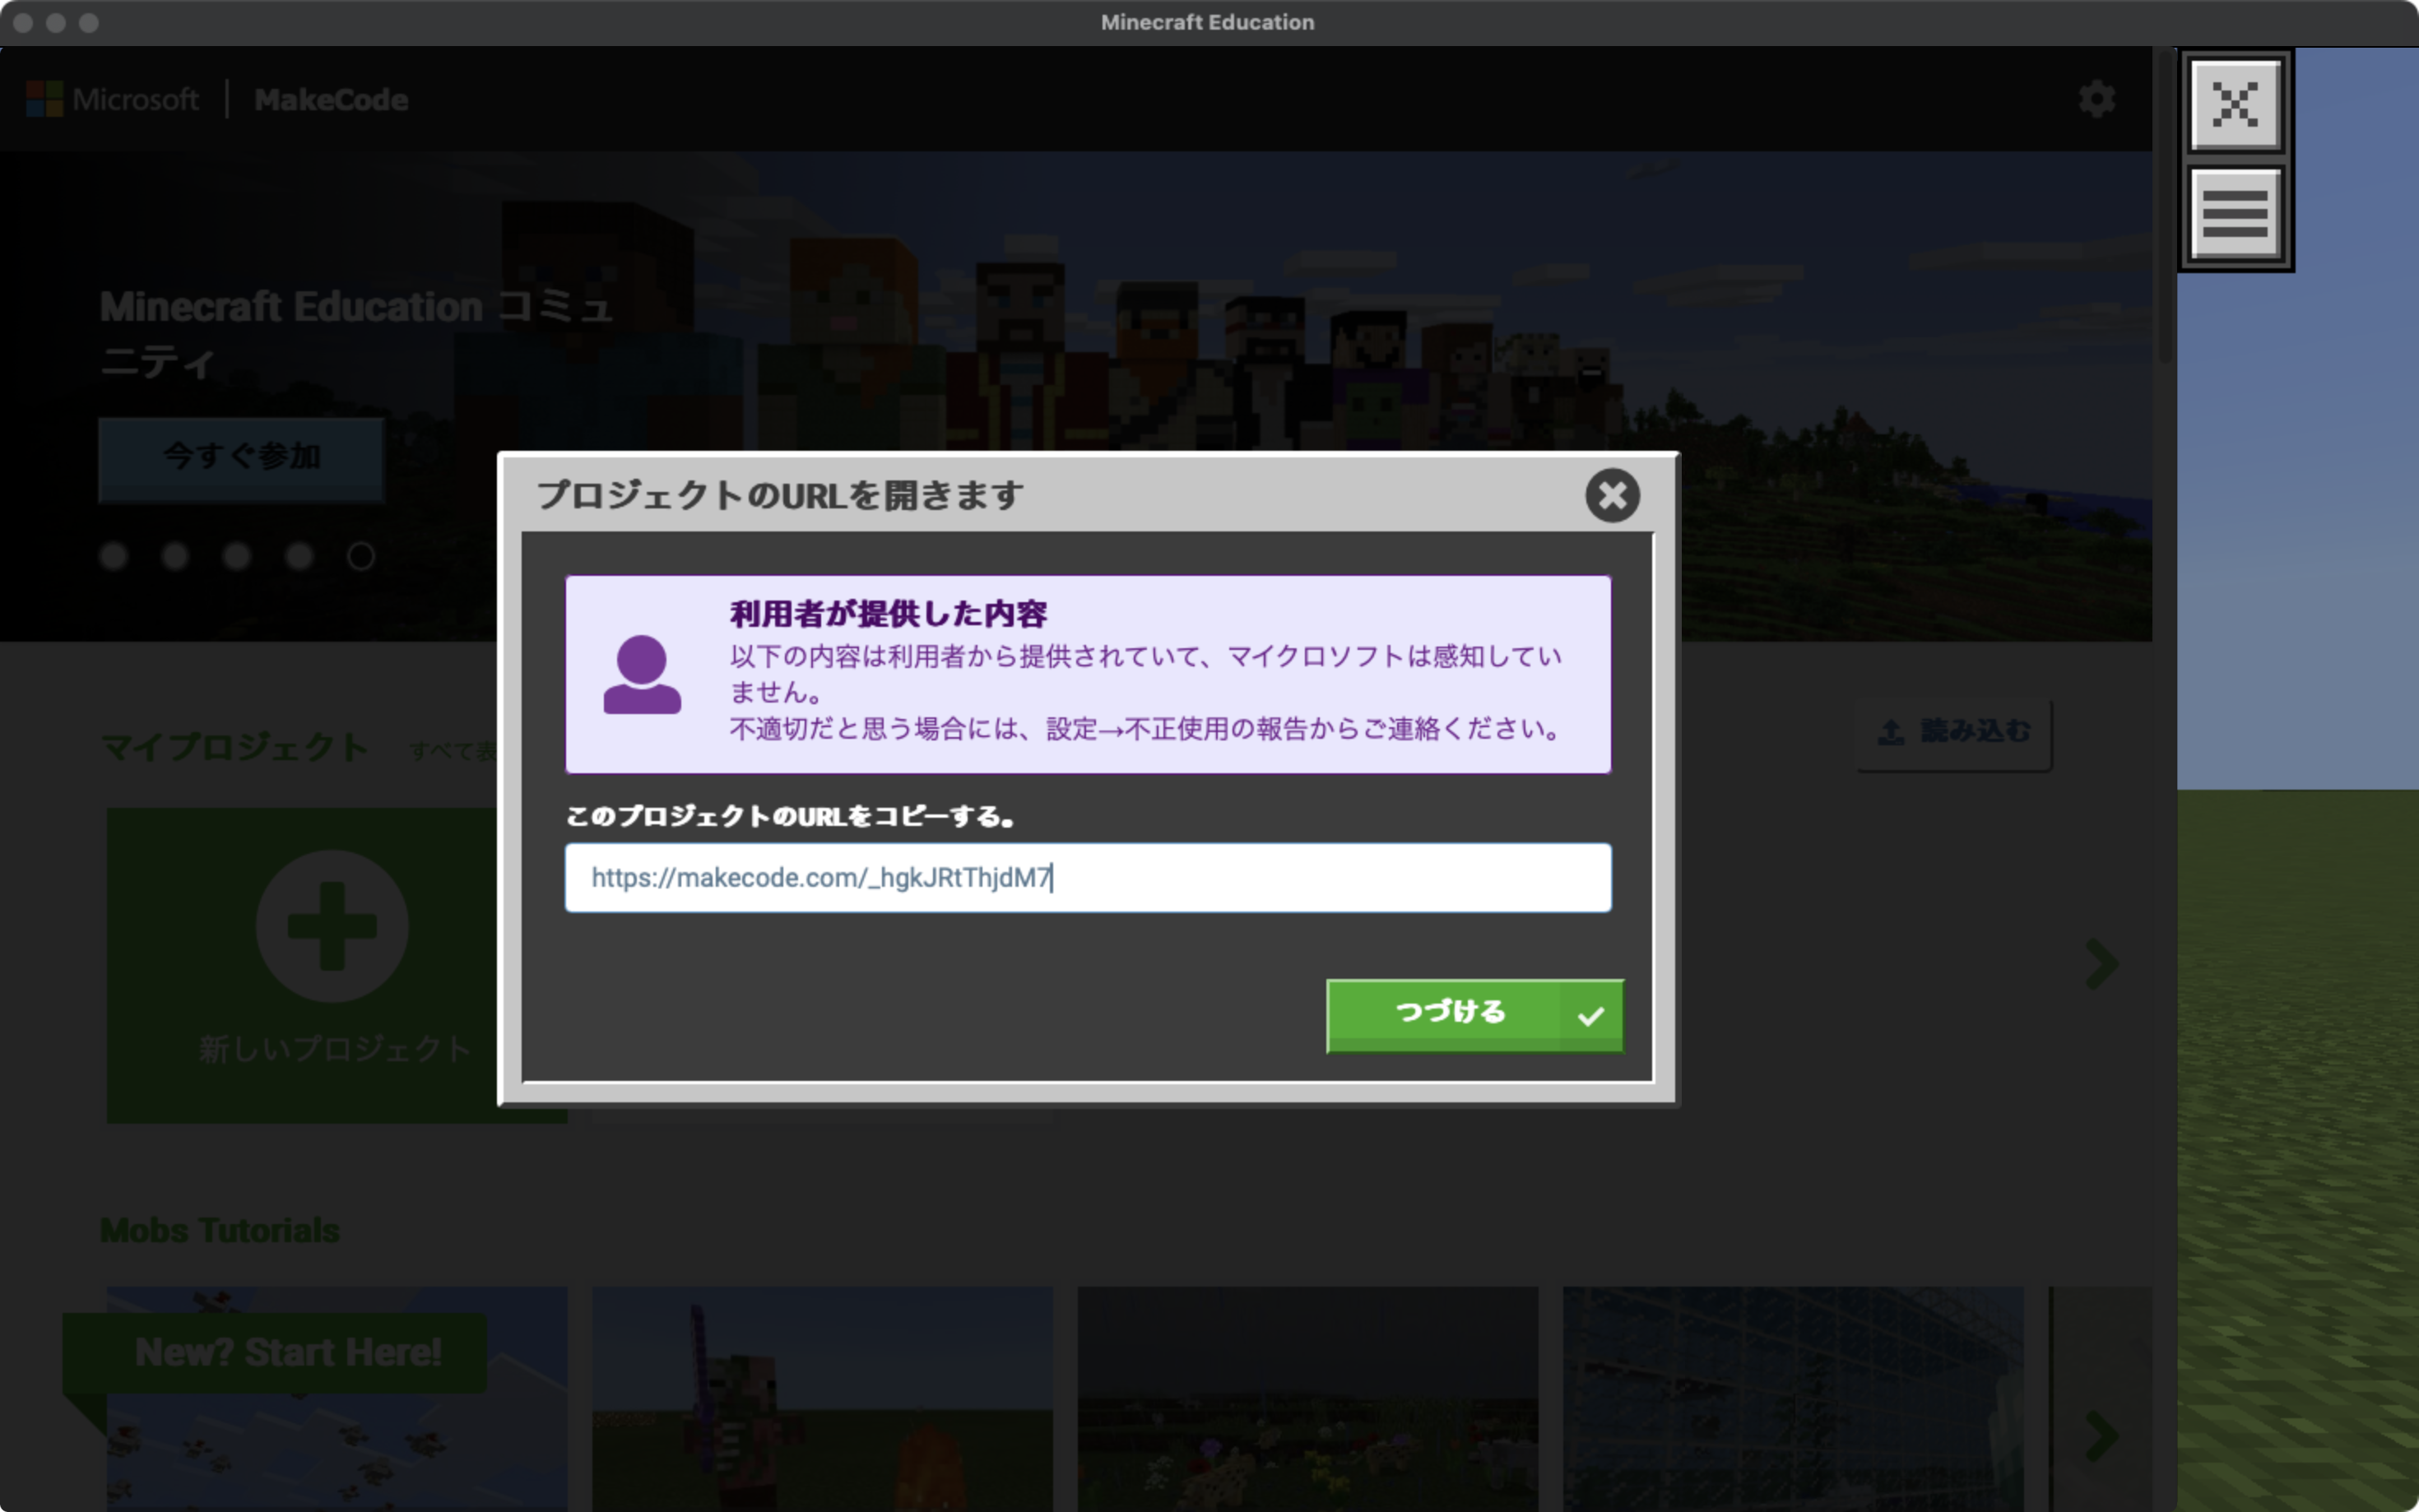 Minecraft Education
Microsoft | MakeCode
Minecraft Education コミュ
ニティ
今すぐ参加
プロジェクトのURLを開きます
利用者が提供した内容
以下の内容は利用者から提供されていて、マイクロソフトは感知してい
ません。
不適切だと思う場合には、設定→不正使用の報告からご連絡ください。
マイプロジェクト すべて表
読み込む
このプロジェクトのURLをコピーする。
https://makecode.com/_hgkJRtThjdM7
つづける
新しいプロジェクト
Mobs Tutorials
New? Start Here!